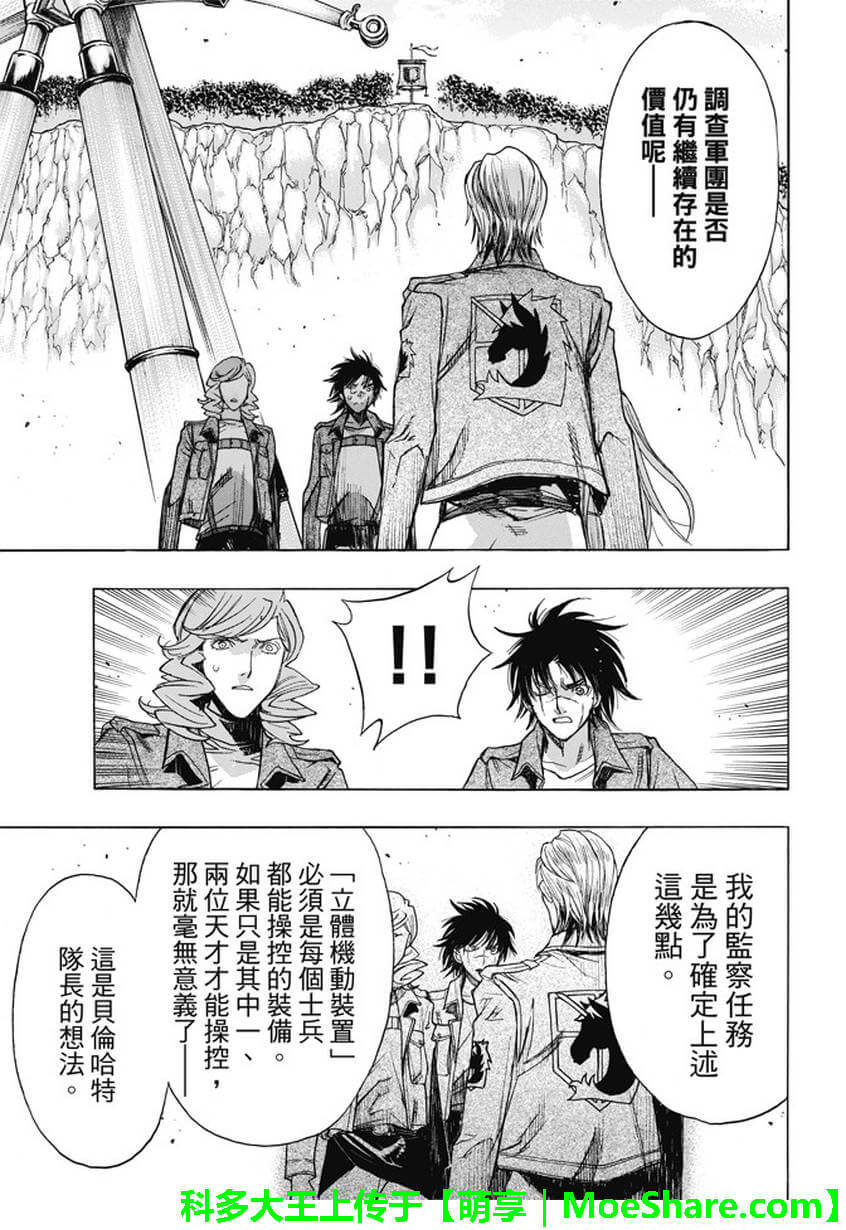 調查軍團是否
仍有繼續存在的
價值呢——
!!
我的監察任務
是為了確定上述
這幾點。
「立體機動裝置」
必須是每個士兵
都能操控的裝備。
如果只是其中一、
兩位天才才能操控，
那就毫無意義了——
這是貝倫哈特
隊長的想法。
科多大王上传于【萌享｜MoeShare.com】